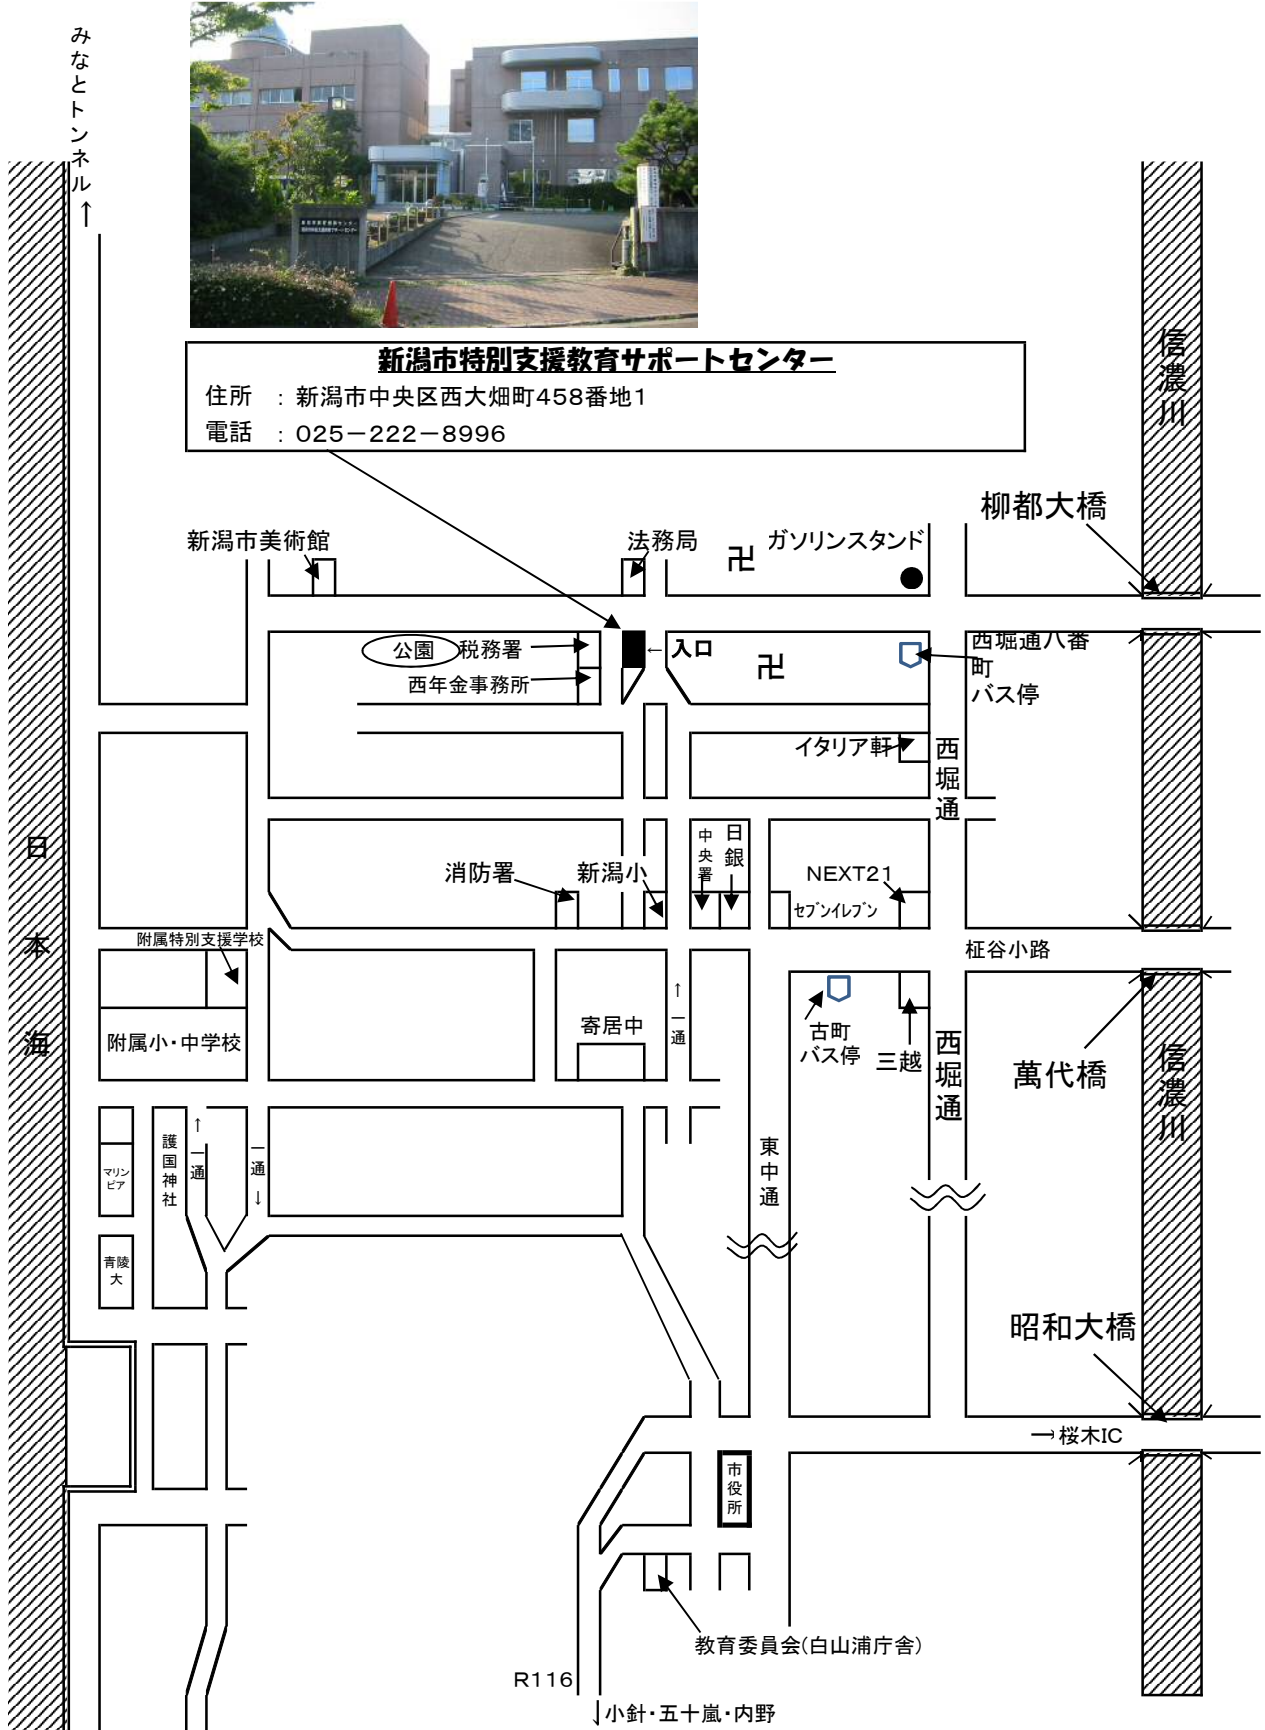 みなとトンネル↑
新潟市特別支援教育サポートセンター
住所 : 新潟市中央区西大畑町458番地1
電話 : 025－222－8996
信濃川
柳都大橋
新潟市美術館
法務局
卍
ガソリンスタンド
公園
税務署
←入口
卍
西堀通八番
町
バス停
西年金事務所
イタリア軒
西堀通
日本海
消防署
新潟小
中央署
日銀
NEXT21
セブンイレブン
附属特別支援学校
柾谷小路
附属小・中学校
寄居中
↑一通
古町
バス停
三越
西堀通
萬代橋
信濃川
マリン
ピア
護国神社
↑一通
一通↓
東中通
青陵
大
昭和大橋
→桜木IC
市役所
教育委員会(白山浦庁舎)
R116
↓小針・五十嵐・内野